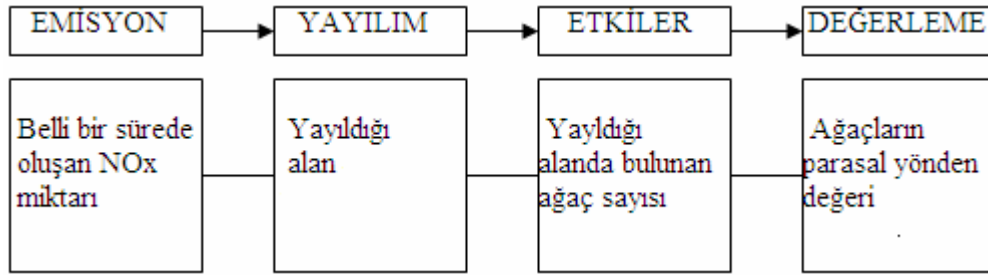 EMİSYON
YAYILIM
ETKİLER
DEĞERLEME
Belli bir sürede
oluşan NOx
miktarı
Yayıldığı
alan
Yayldığı
alanda bulunan
ağaç sayısı
Ağaçların
parasal yönden
değeri
.